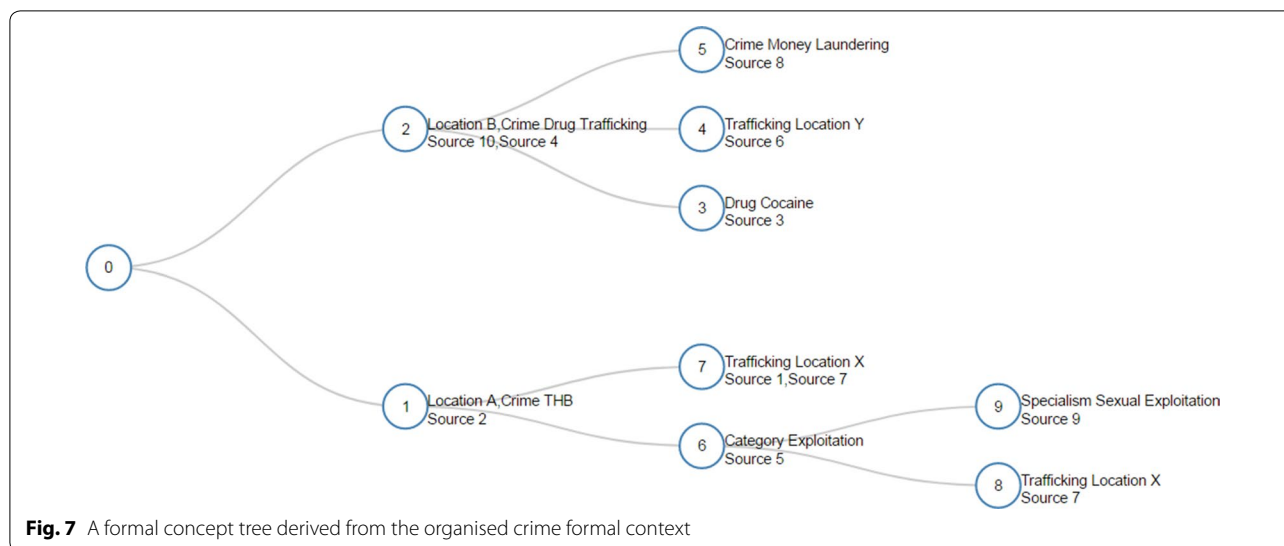 5 Crime Money Laundering
Source 8
2 Location B,Crime Drug Trafficking
Source 10,Source 4
4 Trafficking Location Y
Source 6
3 Drug Cocaine
Source 3
0
7 Trafficking Location X
Source 1,Source 7
1 Location A,Crime THB
Source 2
6 Category Exploitation
Source 5
9 Specialism Sexual Exploitation
Source 9
8 Trafficking Location X
Source 7
Fig. 7 A formal concept tree derived from the organised crime formal context